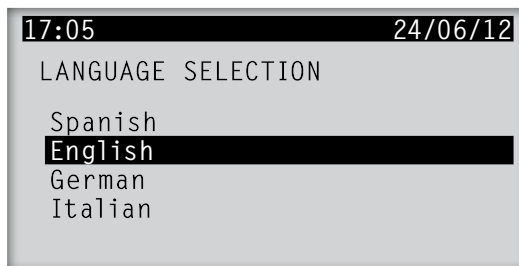 17:05 24/06/12
LANGUAGE SELECTION
Spanish
English
German
Italian